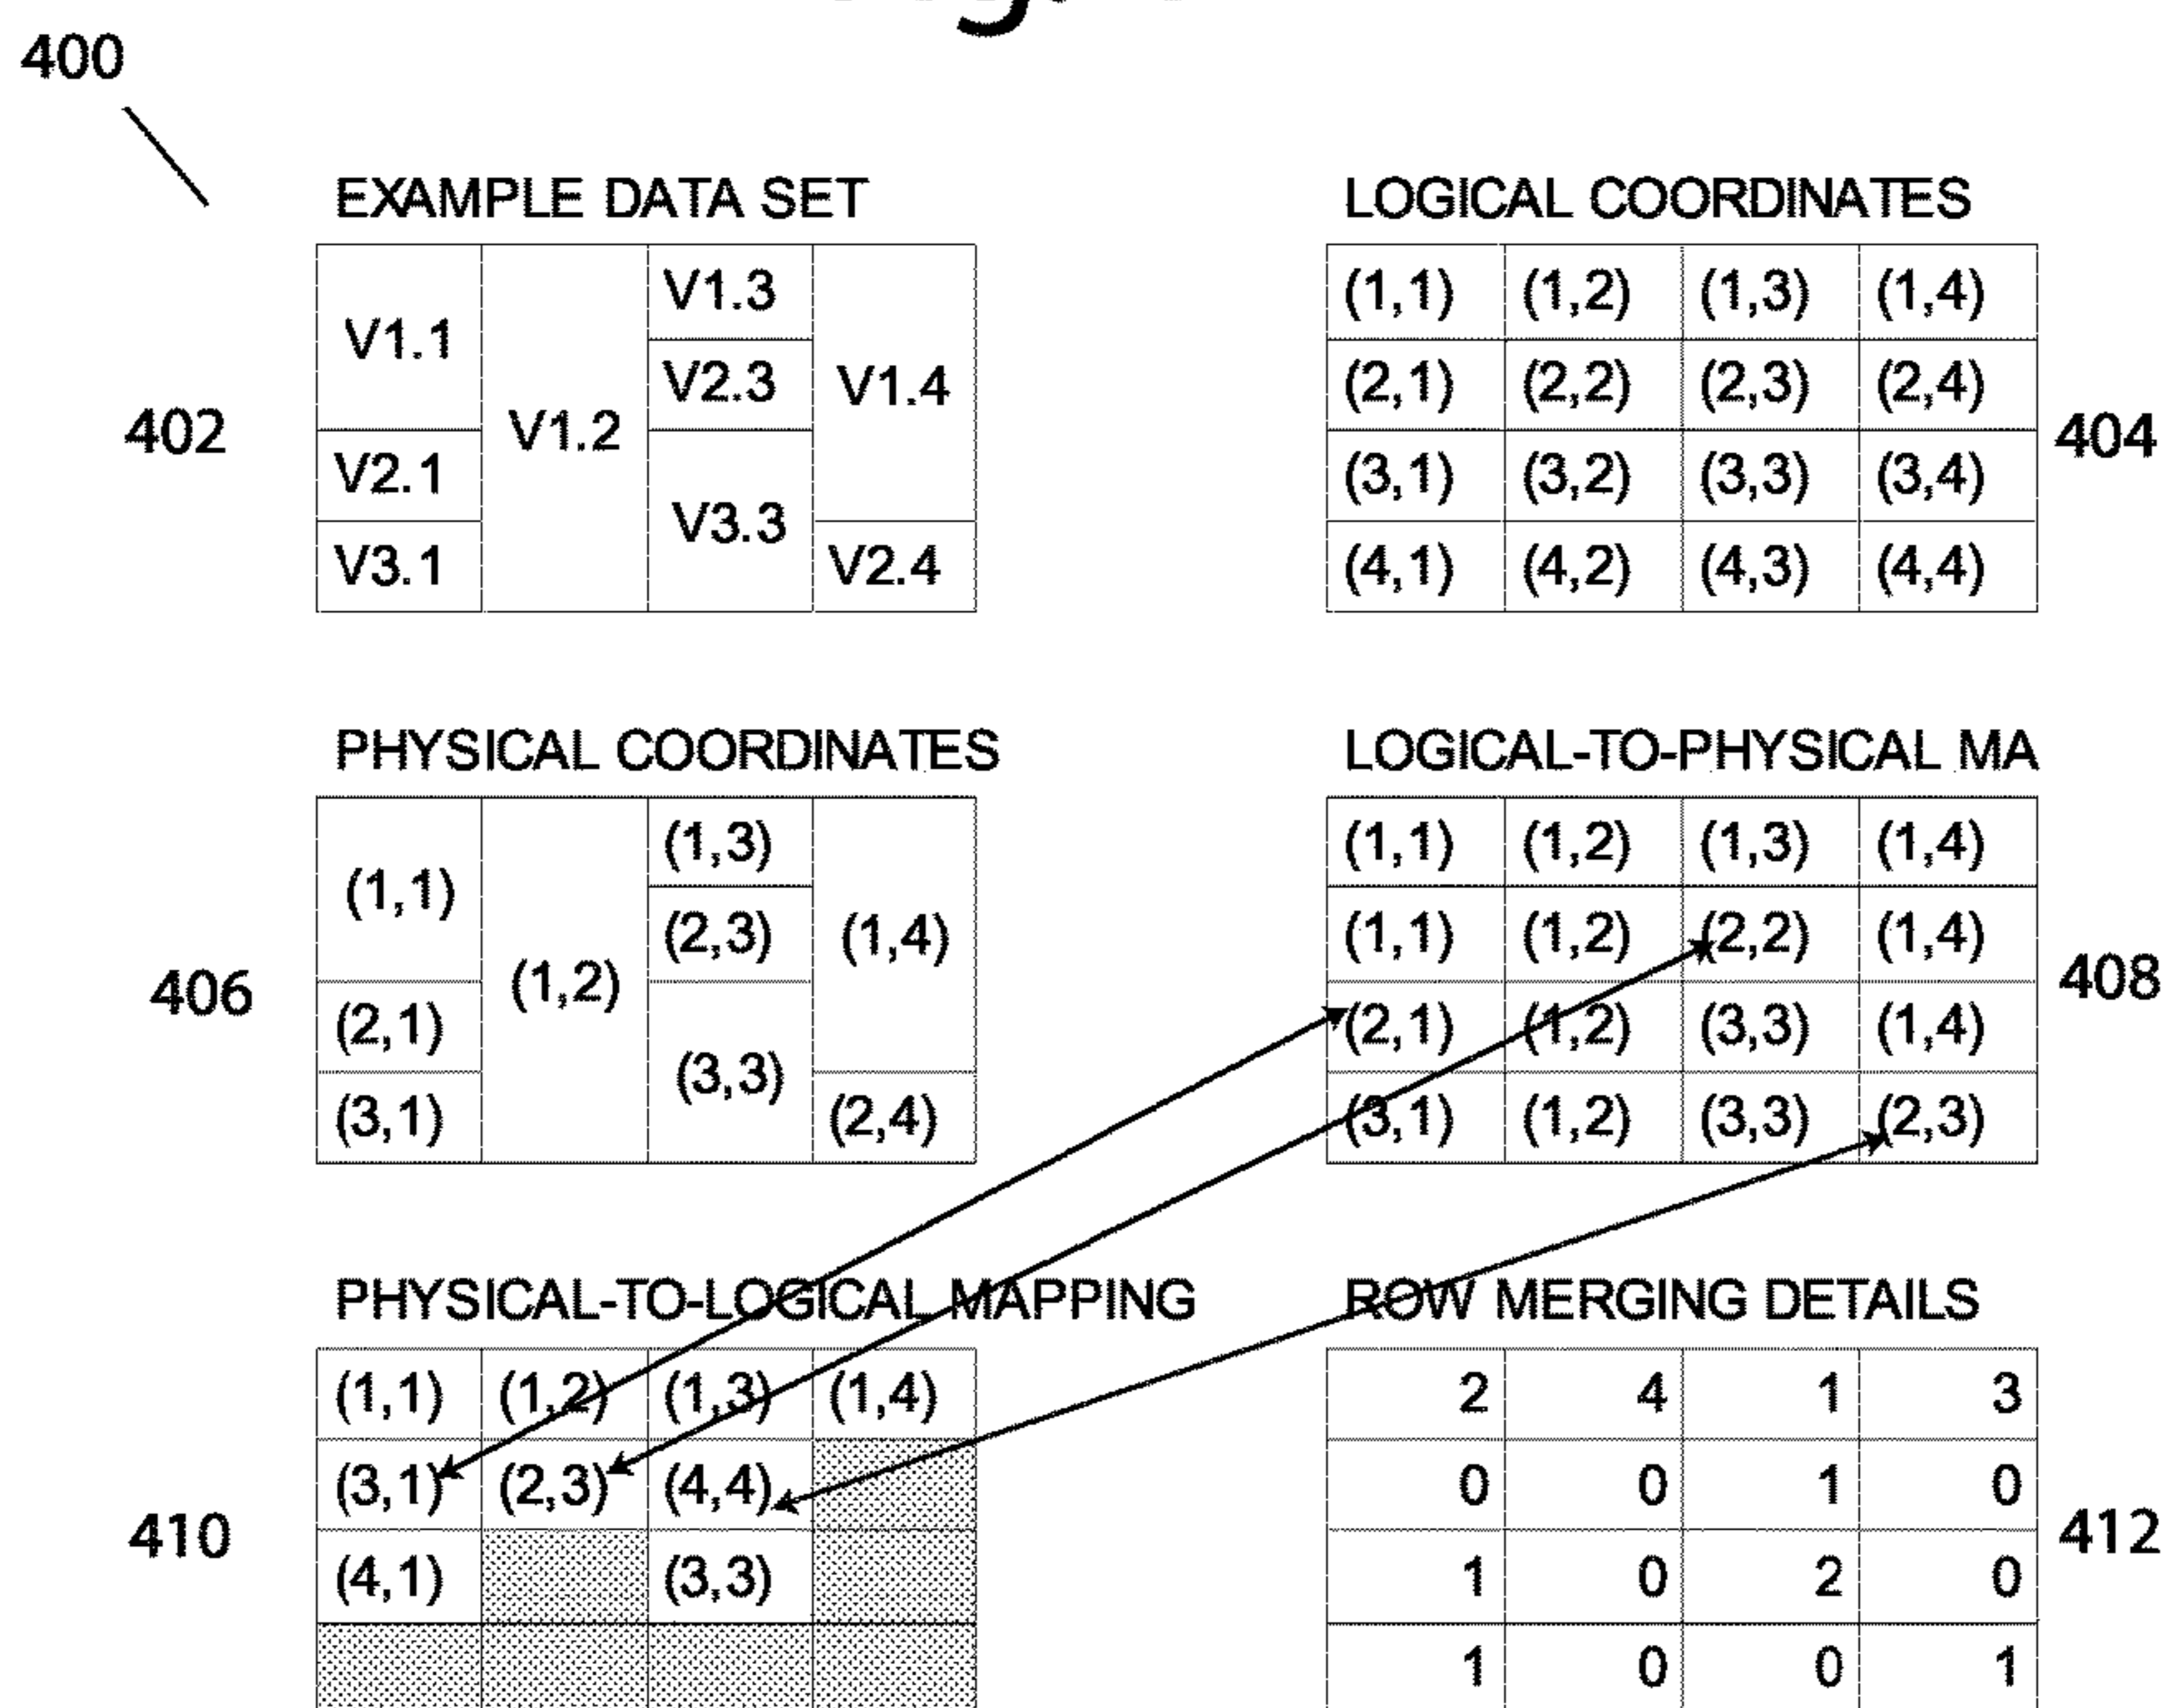 400
EXAMPLE DATA SET
V1.1 V1.2 V1.3 V1.4
V2.3
V2.1 V3.3
V3.1 V2.4
402
LOGICAL COORDINATES
(1,1) (1,2) (1,3) (1,4)
(2,1) (2,2) (2,3) (2,4)
(3,1) (3,2) (3,3) (3,4)
(4,1) (4,2) (4,3) (4,4)
404
PHYSICAL COORDINATES
(1,1) (1,2) (1,3) (1,4)
(2,3)
(2,1) (3,3)
(3,1) (2,4)
406
LOGICAL-TO-PHYSICAL MA
(1,1) (1,2) (1,3) (1,4)
(1,1) (1,2) (2,2) (1,4)
(2,1) (1,2) (3,3) (1,4)
(3,1) (1,2) (3,3) (2,3)
408
PHYSICAL-TO-LOGICAL MAPPING
(1,1) (1,2) (1,3) (1,4)
(3,1) (2,3) (4,4)
(4,1) (3,3)
410
ROW MERGING DETAILS
2 4 1 3
0 0 1 0
1 0 2 0
1 0 0 1
412